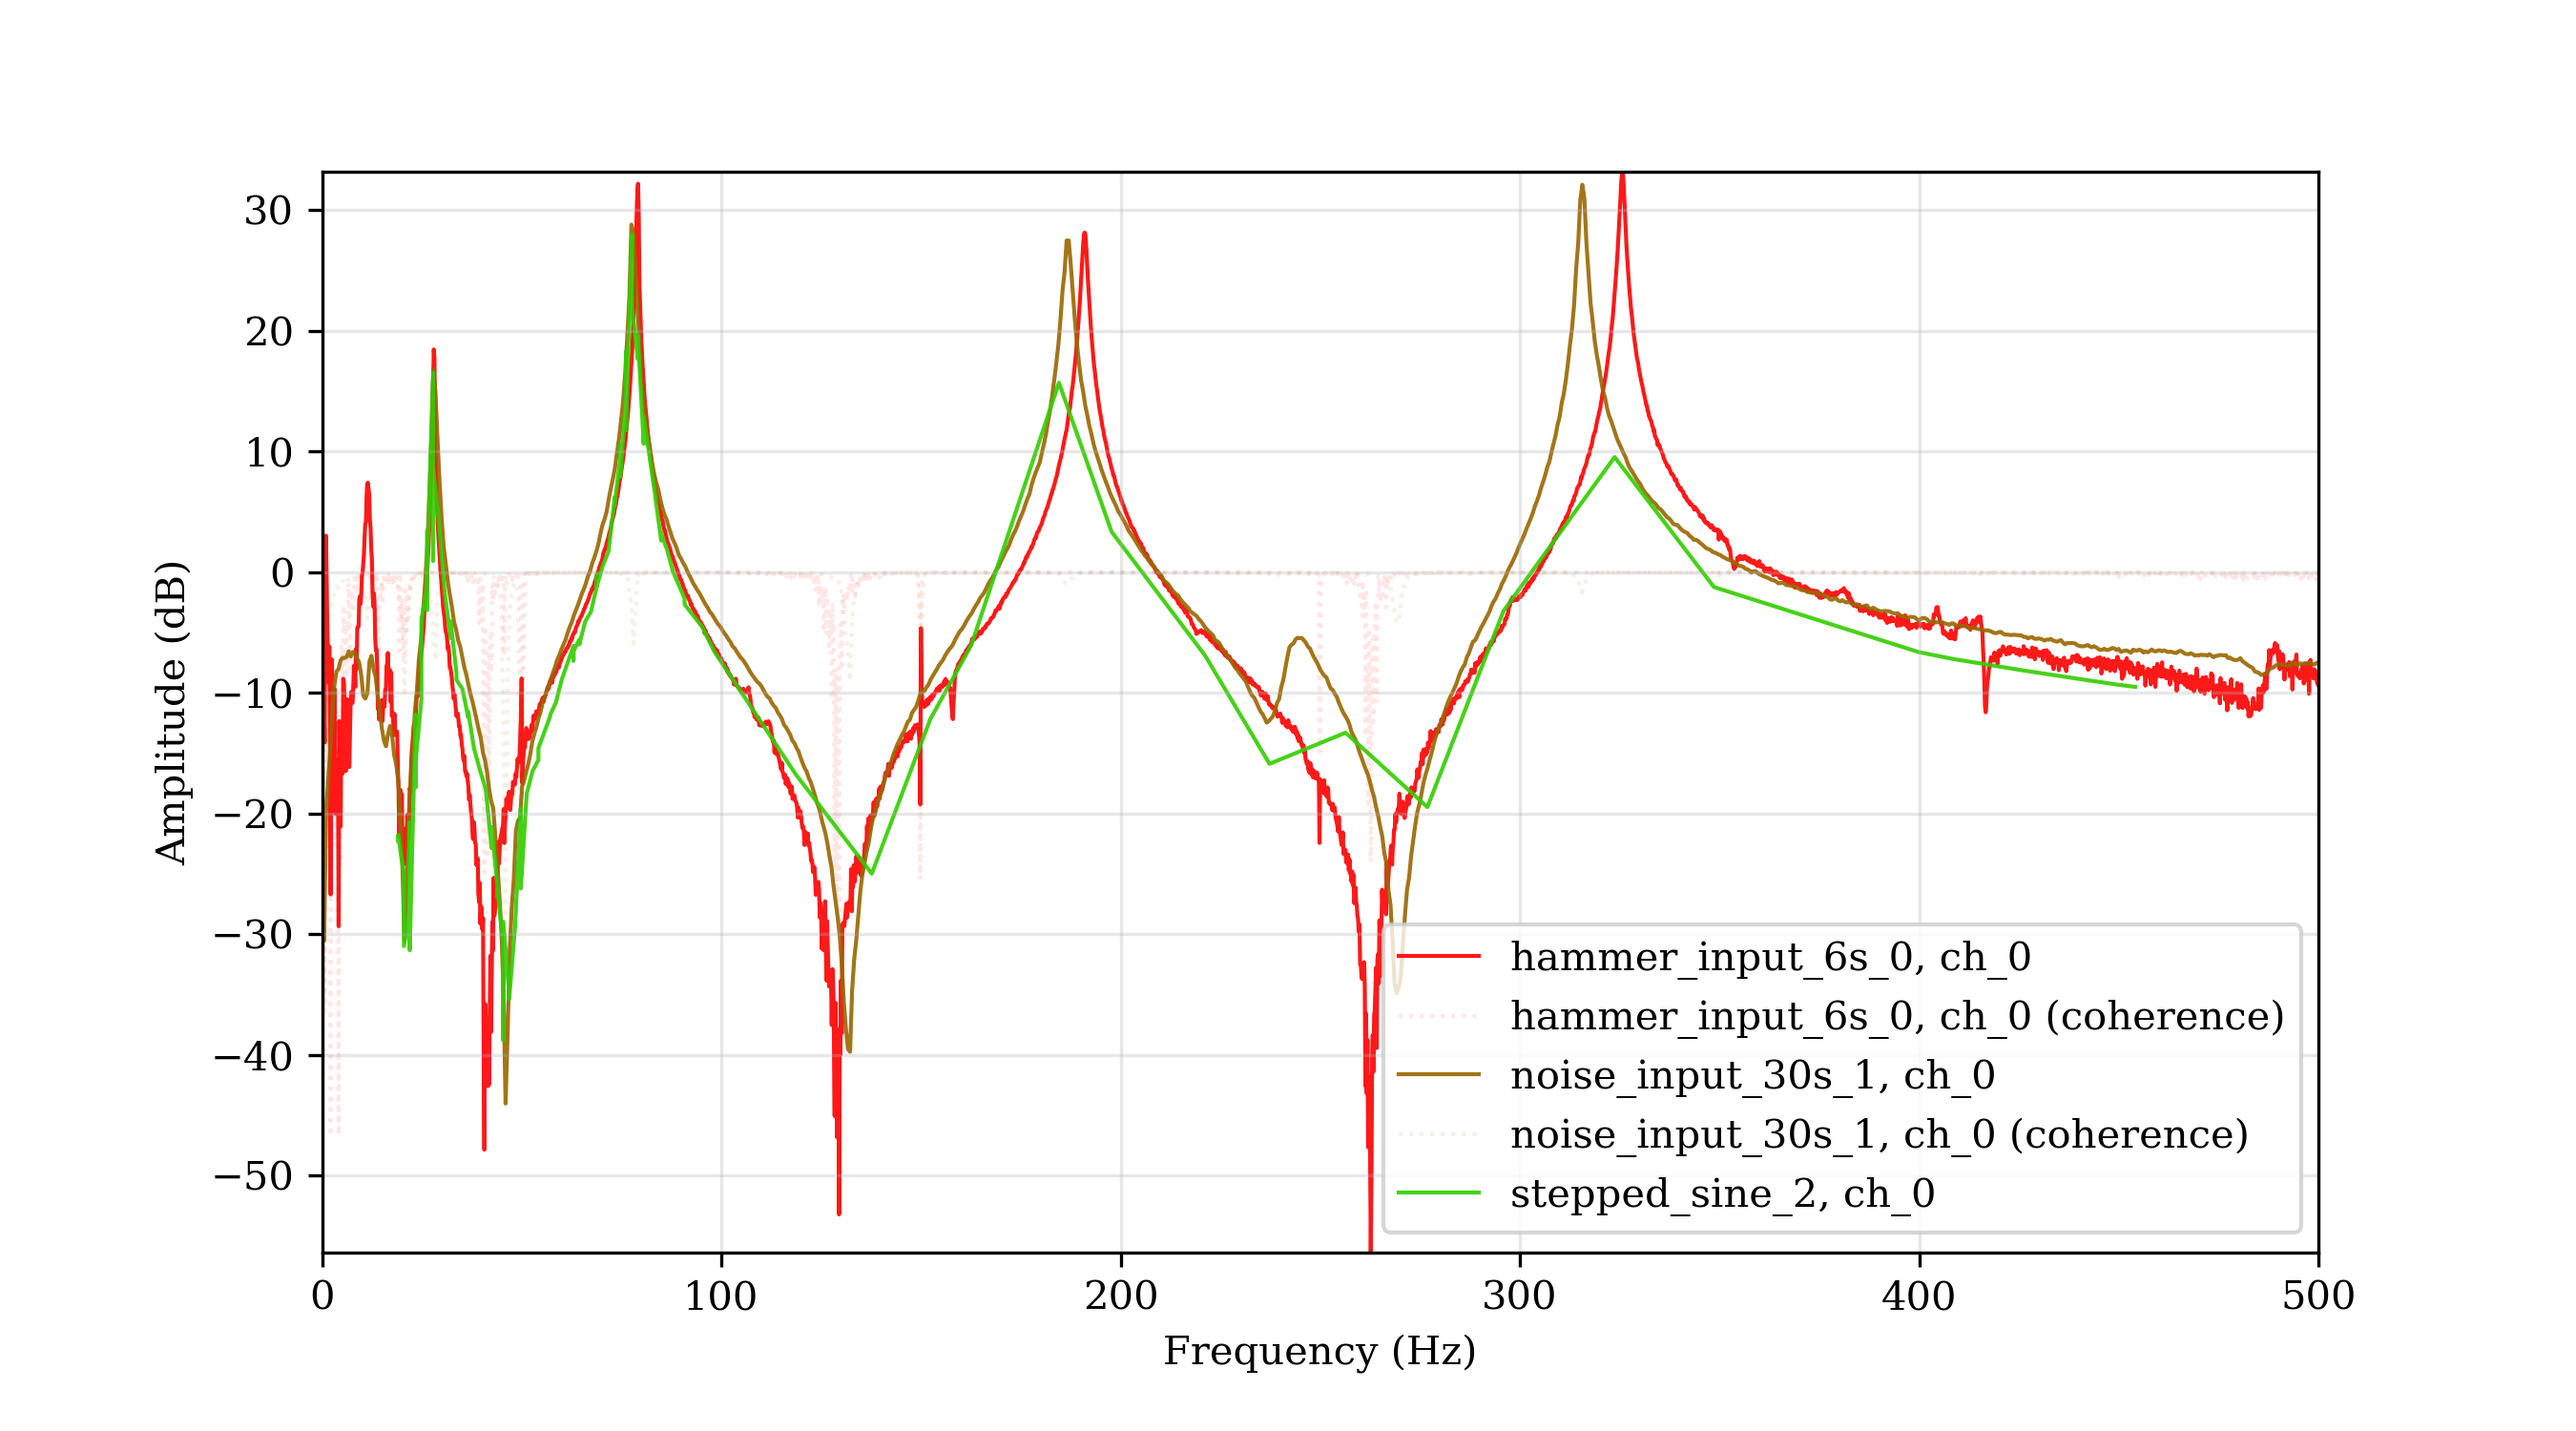 30
20
10
0
−10
−20
−30
−40
−50
Amplitude (dB)
0 100 200 300 400 500
Frequency (Hz)
hammer_input_6s_0, ch_0
hammer_input_6s_0, ch_0 (coherence)
noise_input_30s_1, ch_0
noise_input_30s_1, ch_0 (coherence)
stepped_sine_2, ch_0